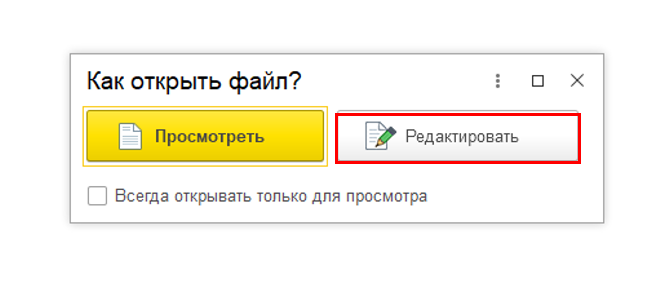 Как открыть файл?
Просмотреть
Редактировать
Всегда открывать только для просмотра